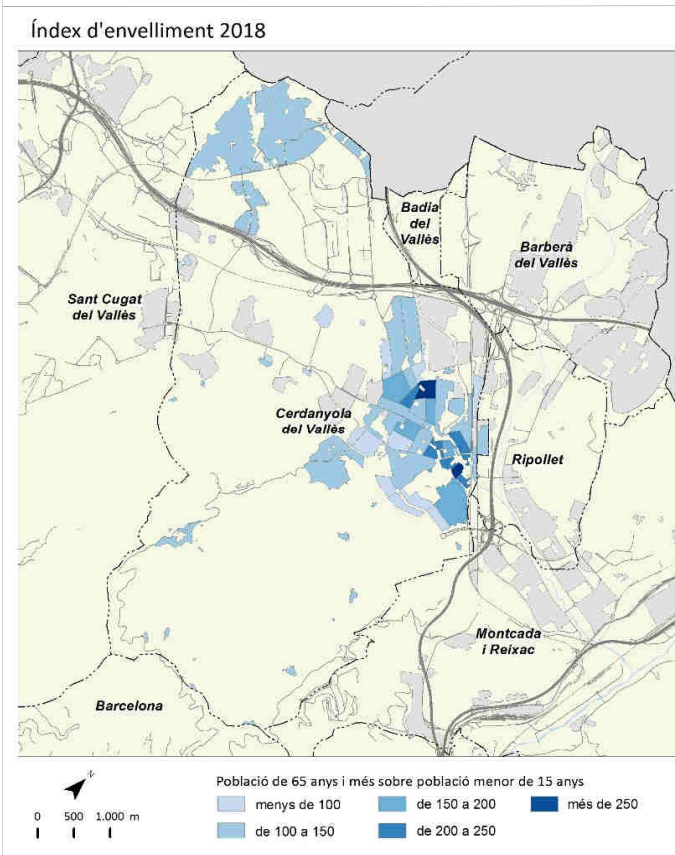 Índex d'envelliment 2018
Badia
del
Vallès
Barberà
del Vallès
Sant Cugat
del Vallès
Cerdanyola
del Vallès
Ripollet
Montcada
i Reixac
Barcelona
N
0 500 1.000 m
Població de 65 anys i més sobre població menor de 15 anys
menys de 100
de 150 a 200
més de 250
de 100 a 150
de 200 a 250